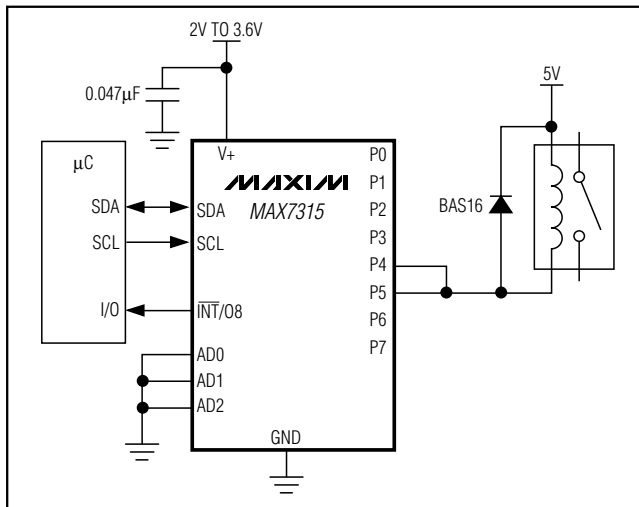 2V TO 3.6V
0.047μF
5V
μC
V+
P0
MAXIM
MAX7315
P1
SDA
SDA
P2
BAS16
SCL
SCL
P3
P4
I/O
INT/O8
P5
P6
AD0
P7
AD1
AD2
GND